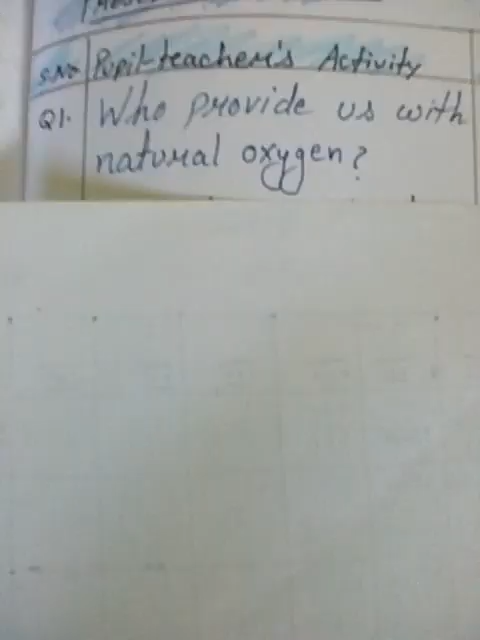 S.No Pupil-teacher's Activity
Q1. Who provide us with
natural oxygen?